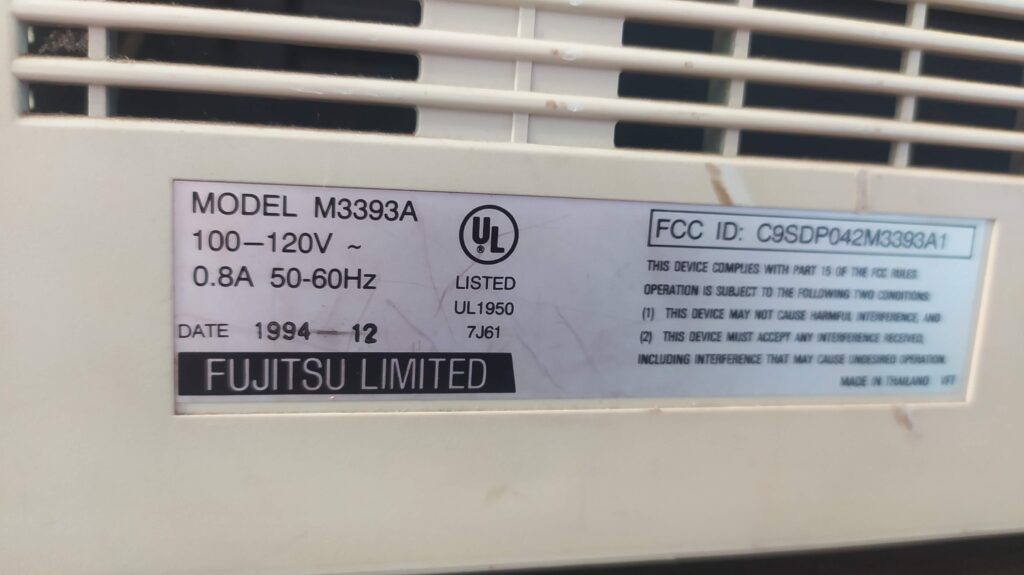 MODEL M3393A
100-120V ~
0.8A 50-60Hz
DATE 1994-12
FUJITSU LIMITED
UL
®
LISTED
UL1950
7J61
FCC ID: C9SDP042M3393A1
THIS DEVICE COMPLIES WITH PART 15 OF THE FCC RULES.
OPERATION IS SUBJECT TO THE FOLLOWING TWO CONDITIONS:
(1) THIS DEVICE MAY NOT CAUSE HARMFUL INTERFERENCE, AND
(2) THIS DEVICE MUST ACCEPT ANY INTERFERENCE RECEIVED,
INCLUDING INTERFERENCE THAT MAY CAUSE UNDESIRED OPERATION.
MADE IN THAILAND